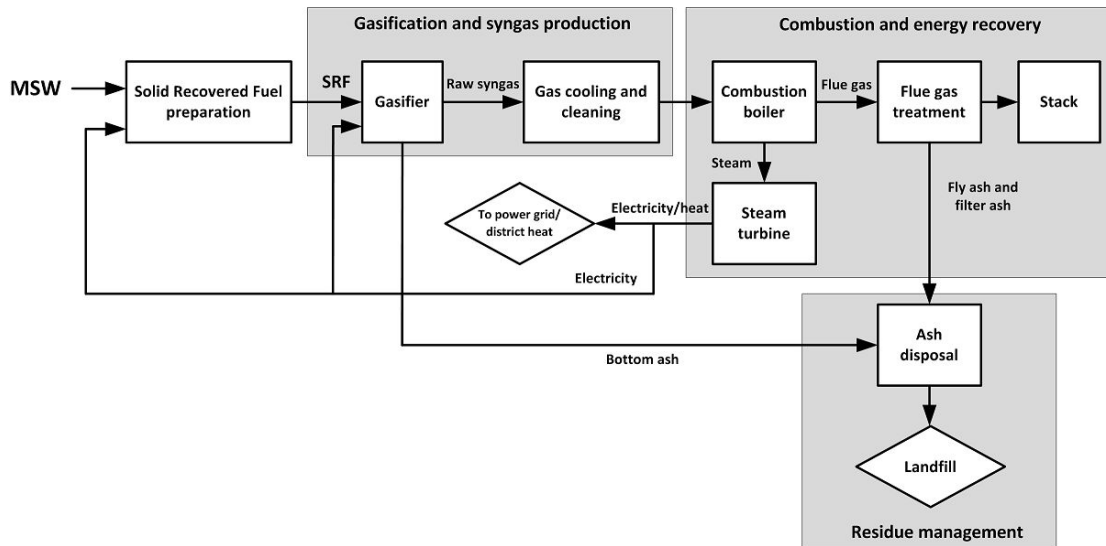 Gasification and syngas production
Combustion and energy recovery
MSW
Solid Recovered Fuel
preparation
SRF
Gasifier
Raw syngas
Gas cooling and
cleaning
Combustion
boiler
Flue gas
Flue gas
treatment
Stack
Steam
Fly ash and
filter ash
To power grid/
district heat
Electricity/heat
Steam
turbine
Electricity
Ash
disposal
Bottom ash
Landfill
Residue management